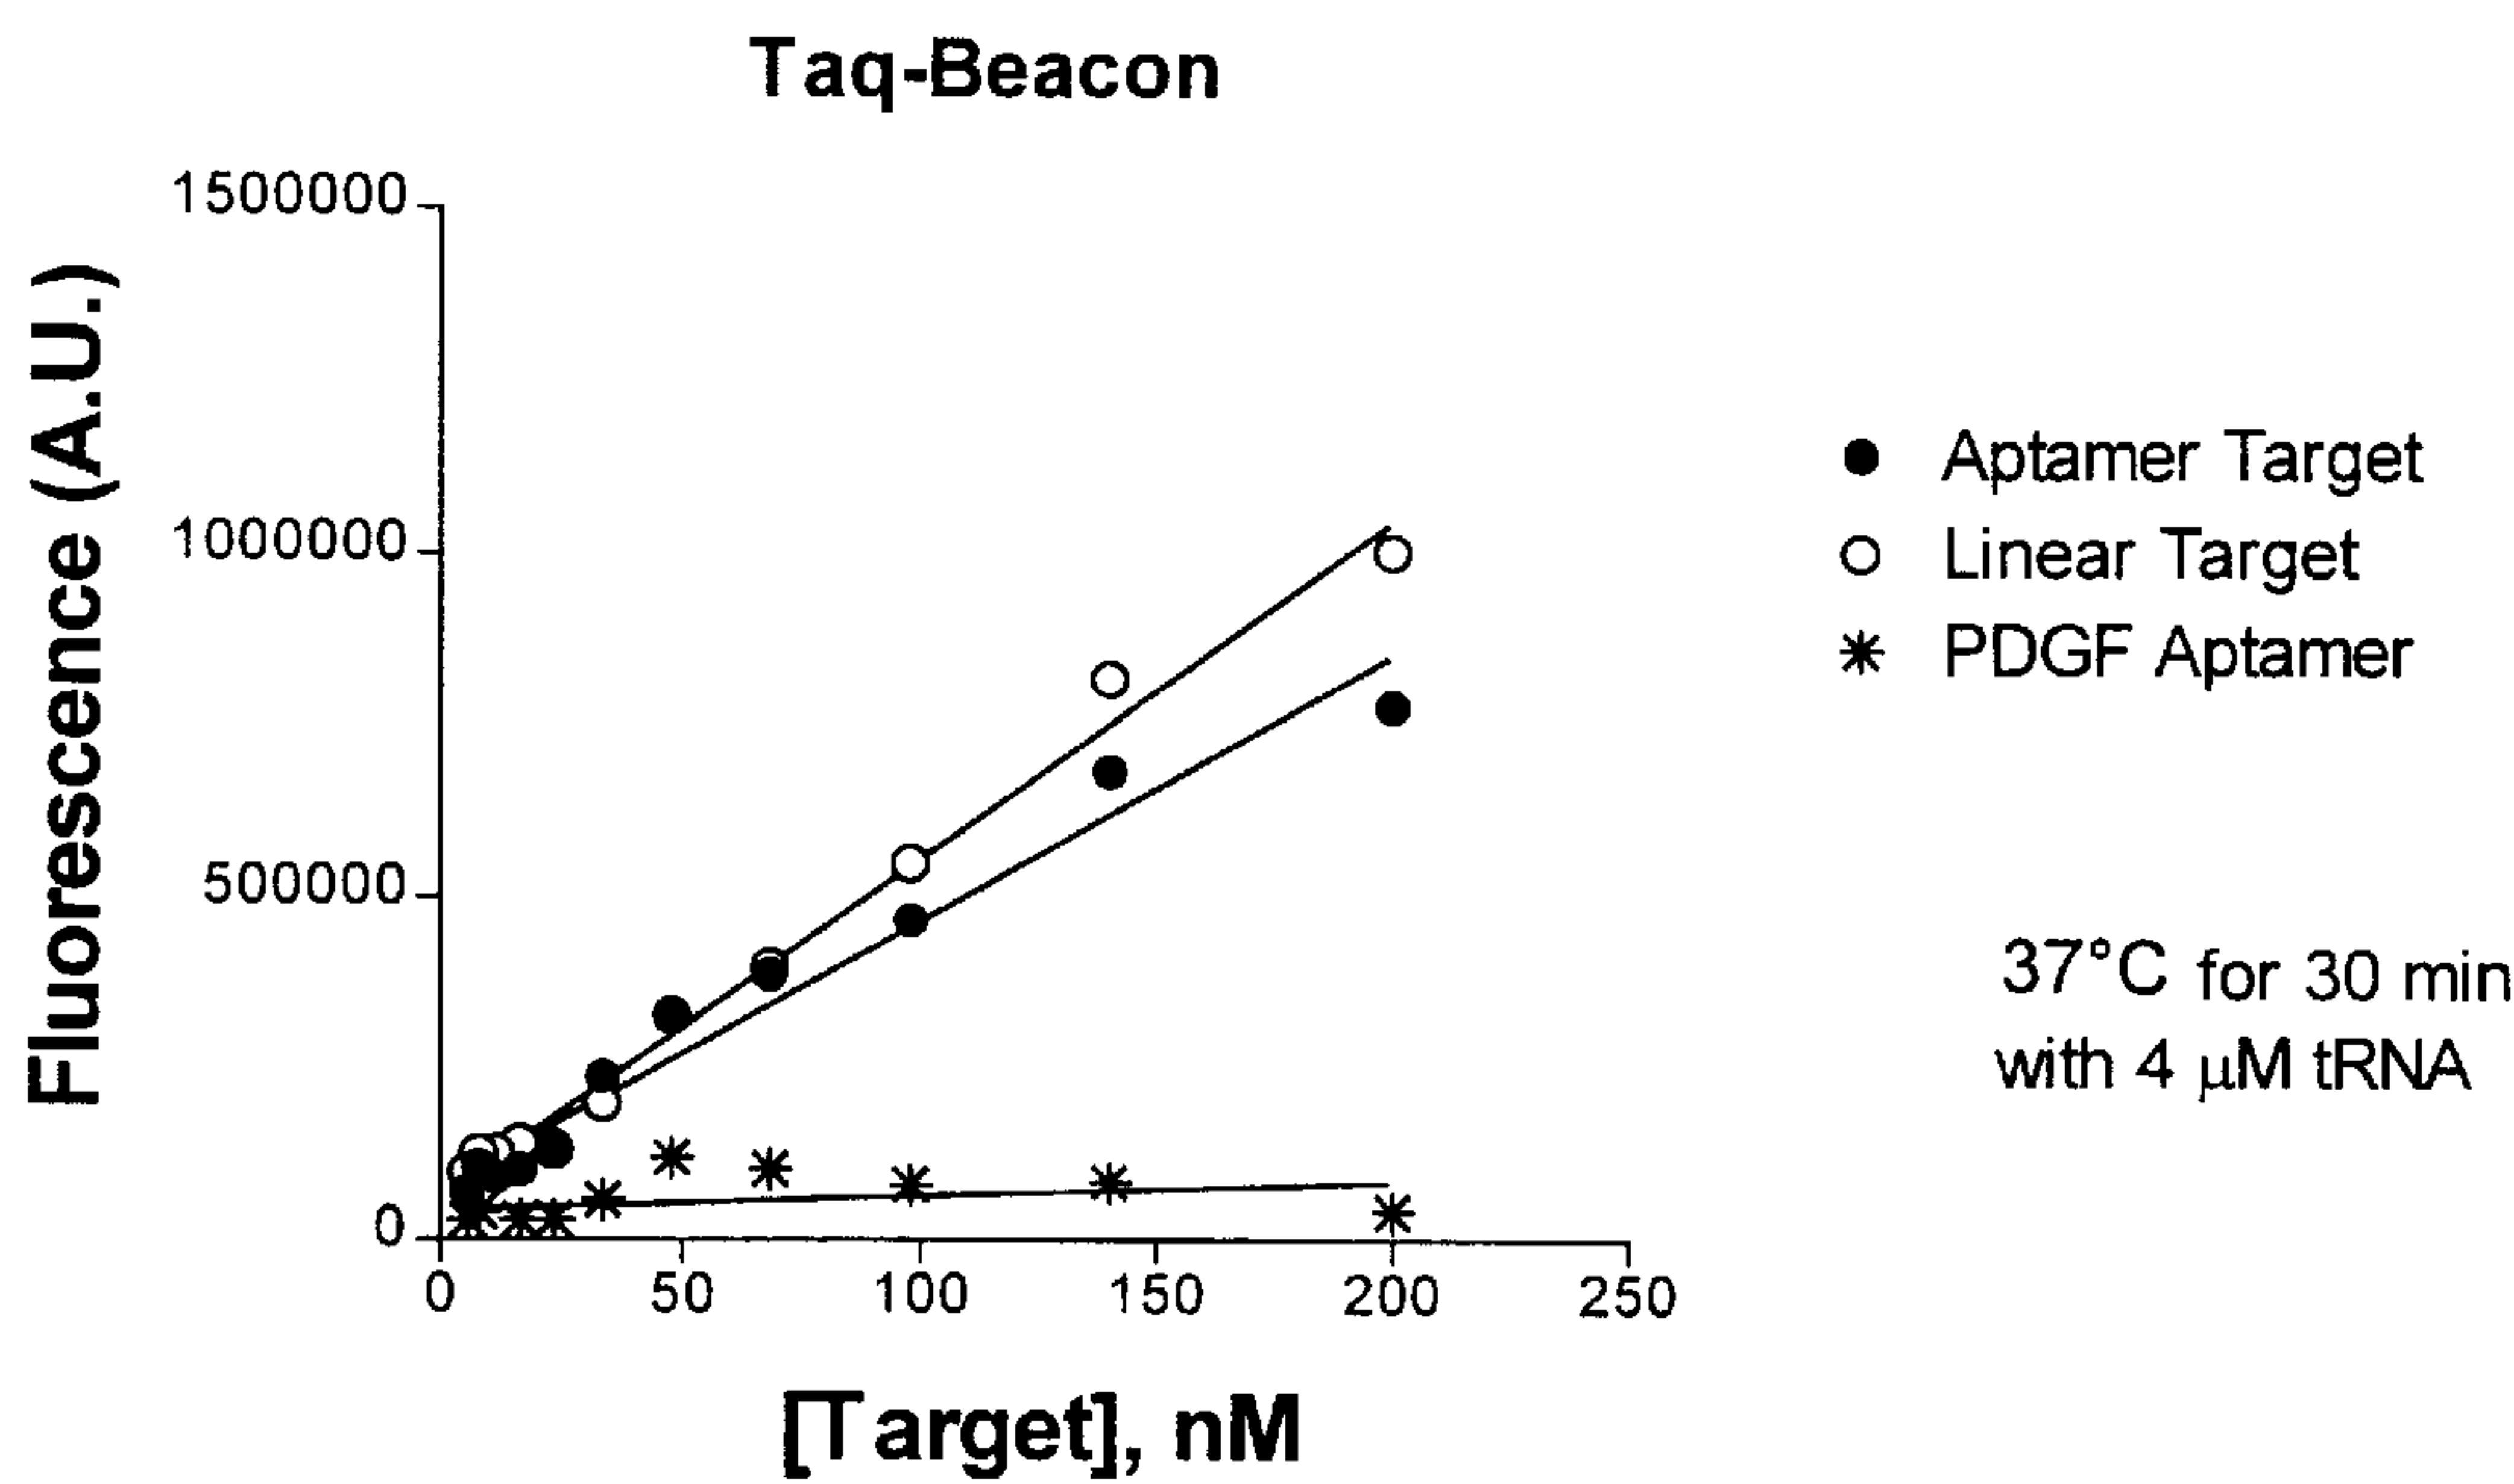 Taq-Beacon
Fluorescence (A.U.)
1500000
1000000
500000
0
0 50 100 150 200 250
[Target], nM
Aptamer Target
Linear Target
PDGF Aptamer
37°C for 30 min
with 4 μM tRNA